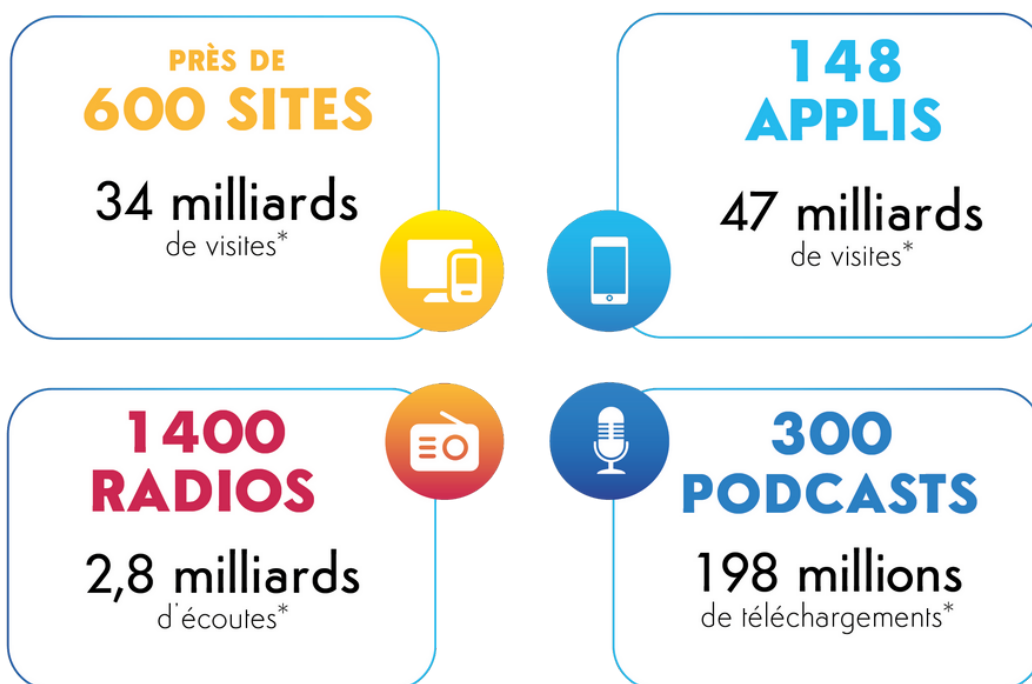 PRÈS DE
600 SITES
34 milliards
de visites*
148
APPLIS
47 milliards
de visites*
1400
RADIOS
2,8 milliards
d'écoutes*
300
PODCASTS
198 millions
de téléchargements*